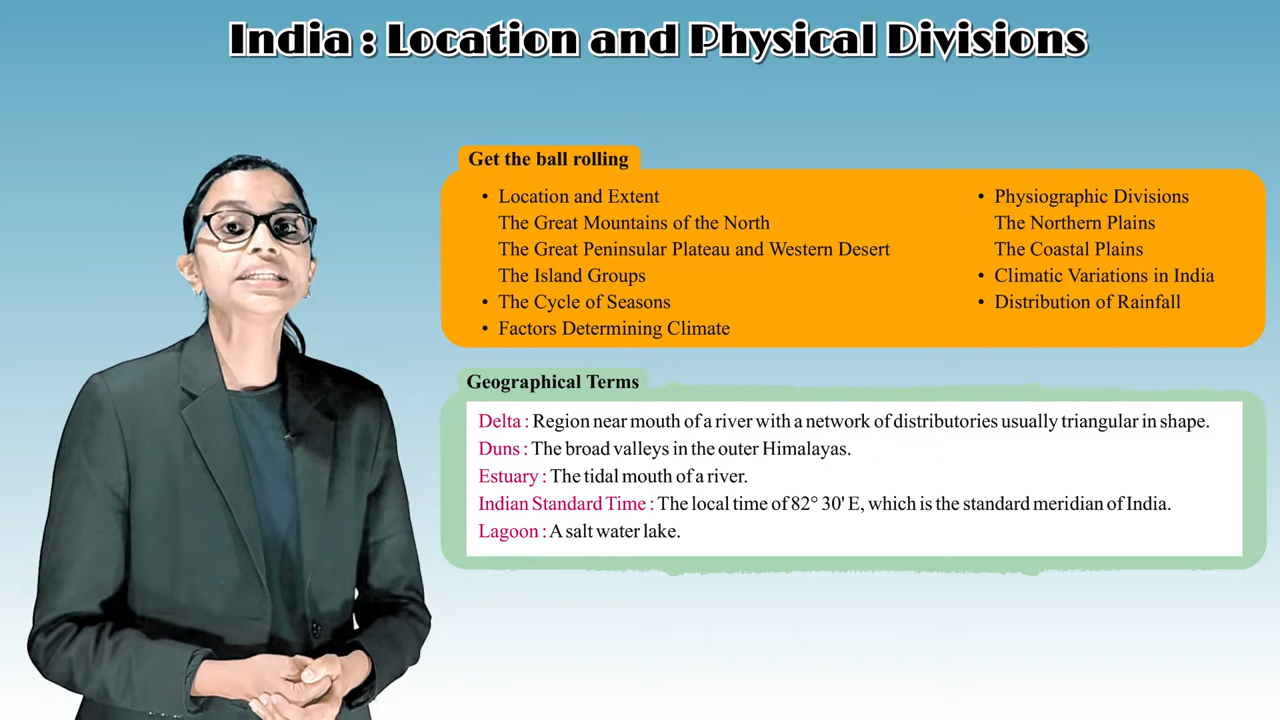 India : Location and Physical Divisions
Get the ball rolling
• Location and Extent
The Great Mountains of the North
The Great Peninsular Plateau and Western Desert
The Island Groups
• The Cycle of Seasons
• Factors Determining Climate
• Physiographic Divisions
The Northern Plains
The Coastal Plains
• Climatic Variations in India
• Distribution of Rainfall
Geographical Terms
Delta : Region near mouth of a river with a network of distributories usually triangular in shape.
Duns : The broad valleys in the outer Himalayas.
Estuary : The tidal mouth of a river.
Indian Standard Time : The local time of 82° 30' E, which is the standard meridian of India.
Lagoon : A salt water lake.